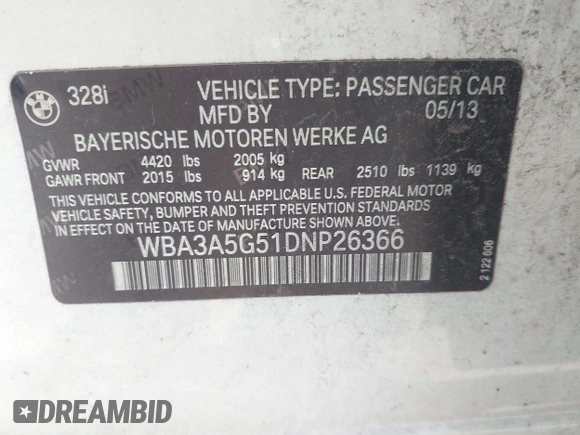 BMW
328i
VEHICLE TYPE: PASSENGER CAR
MFD BY 05/13
BAYERISCHE MOTOREN WERKE AG
GVWR 4420 lbs 2005 kg
GAWR FRONT 2015 lbs 914 kg REAR 2510 lbs 1139 kg
THIS VEHICLE CONFORMS TO ALL APPLICABLE U.S. FEDERAL MOTOR
VEHICLE SAFETY, BUMPER AND THEFT PREVENTION STANDARDS
IN EFFECT ON THE DATE OF MANUFACTURE SHOWN ABOVE.
WBA3A5G51DNP26366
2 122 606
DREAMBID